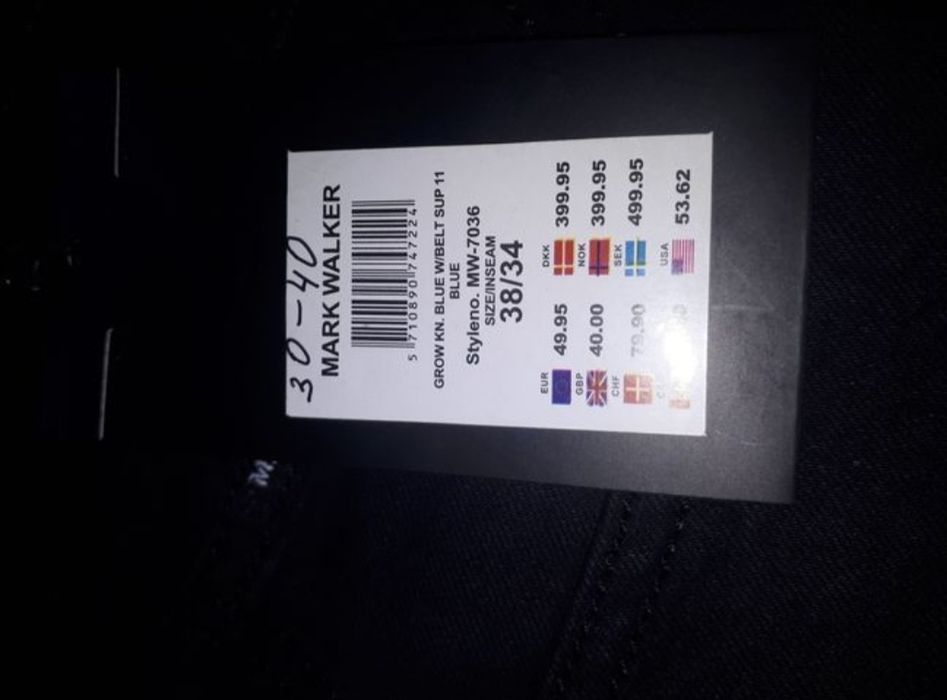 30-40
MARK WALKER
5 710890 747224
GROW KN. BLUE W/BELT SUP 11
BLUE
Styleno. MW-7036
SIZE/INSEAM
38/34
EUR 49.95 DKK 399.95
GBP 40.00 NOK 399.95
CHF 79.90 SEK 499.95
USA 53.62
M.